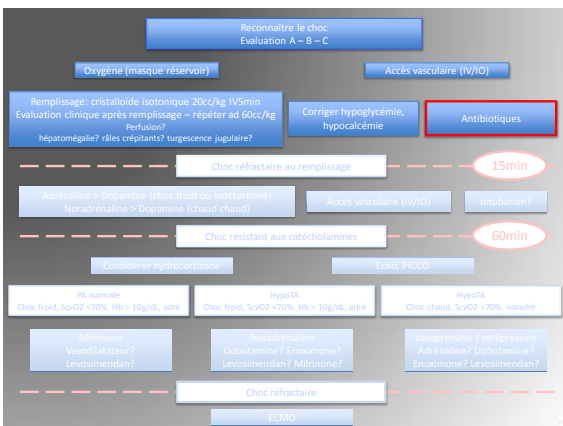 Reconnaître le choc
Evaluation A – B – C
Oxygène (masque réservoir)
Accès vasculaire (IV/IO)
Remplissage: cristalloïde isotonique 20cc/kg IV5min
Evaluation clinique après remplissage – répéter ad 60cc/kg
Perfusion?
hépatomégalie? râles crépitants? turgescence jugulaire?
Corriger hypoglycémie,
hypocalcémie
Antibiotiques
Choc réfractaire au remplissage
15min
Adrénaline > Dopamine (choc froid ou indéterminé)
Noradrénaline > Dopamine (chaud chaud)
Accès vasculaire (IV/IO)
Intubation?
Choc résistant aux catécholamines
60min
Considérer hydrocortisone
Echo, PICCO
PA normale
Choc froid, ScvO2 <70%, Hb > 10g/dL, adré
HypoTA
Choc froid, ScvO2 <70%, Hb > 10g/dL, adré
HypoTA
Choc chaud, ScvO2 >70%, noradré
Milrinone
Vasodilatateur?
Levosimendan?
Noradrénaline
Dobutamine? Enoximone?
Levosimendan? Milrinone?
Vasopressine / terlipressine
Adrénaline? Dobutamine?
Enoximone? Levosimendan?
Choc réfractaire
ECMO